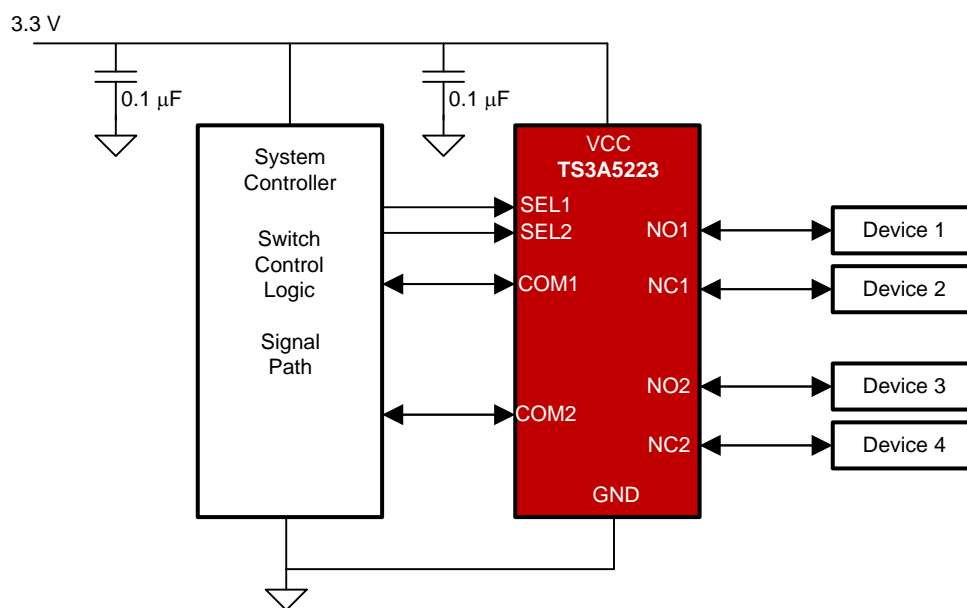 3.3 V
0.1 μF
0.1 μF
System
Controller
Switch
Control
Logic
Signal
Path
VCC
TS3A5223
SEL1
SEL2
COM1
COM2
NO1
NC1
NO2
NC2
GND
Device 1
Device 2
Device 3
Device 4